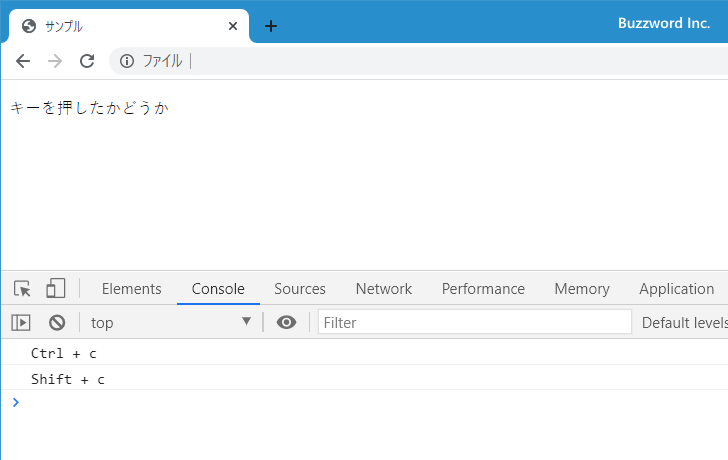 サンプル
Buzzword Inc.
ファイル
キーを押したかどうか
Elements Console Sources Network Performance Memory Application
top Filter Default levels
Ctrl + c
Shift + c